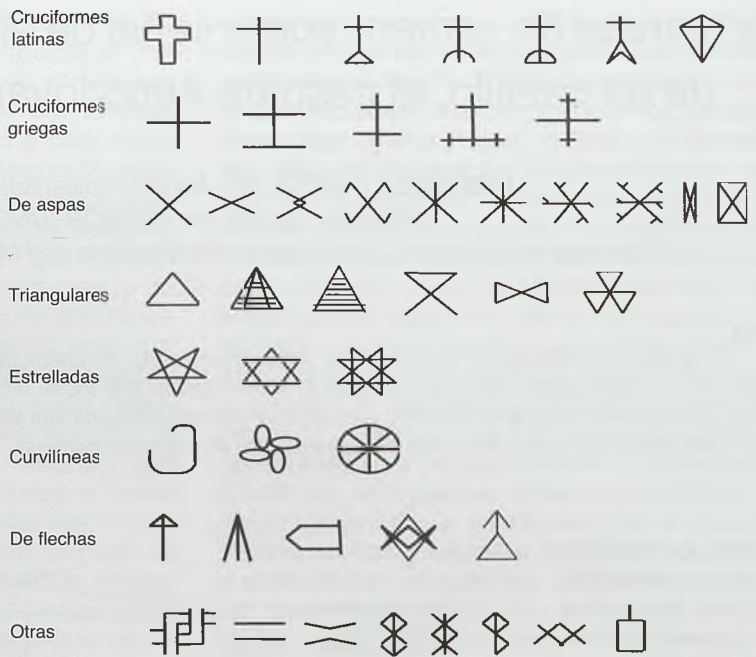 Cruciformes
latinas
Cruciformes
griegas
De aspas
Triangulares
Estrelladas
Curvilíneas
De flechas
Otras